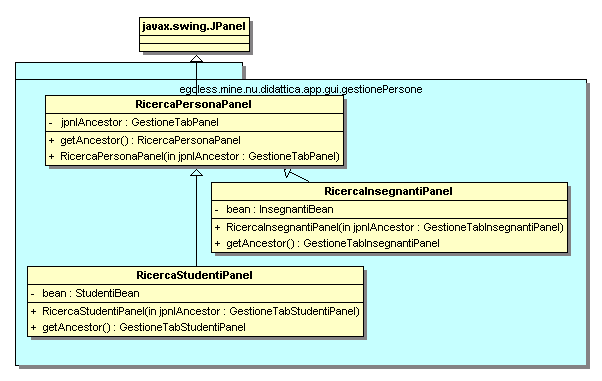 javax.swing.JPanel
egoless.mine.nu.didattica.app.gui.gestionePersone
RicercaPersonaPanel
- jpnlAncestor : GestioneTabPanel
+ getAncestor() : RicercaPersonaPanel
+ RicercaPersonaPanel(in jpnlAncestor : GestioneTabPanel)
RicercaInsegnantiPanel
- bean : InsegnantiBean
+ RicercaInsegnantiPanel(in jpnlAncestor : GestioneTabInsegnantiPanel)
+ getAncestor() : GestioneTabInsegnantiPanel
RicercaStudentiPanel
- bean : StudentiBean
+ RicercaStudentiPanel(in jpnlAncestor : GestioneTabStudentiPanel)
+ getAncestor() : GestioneTabStudentiPanel